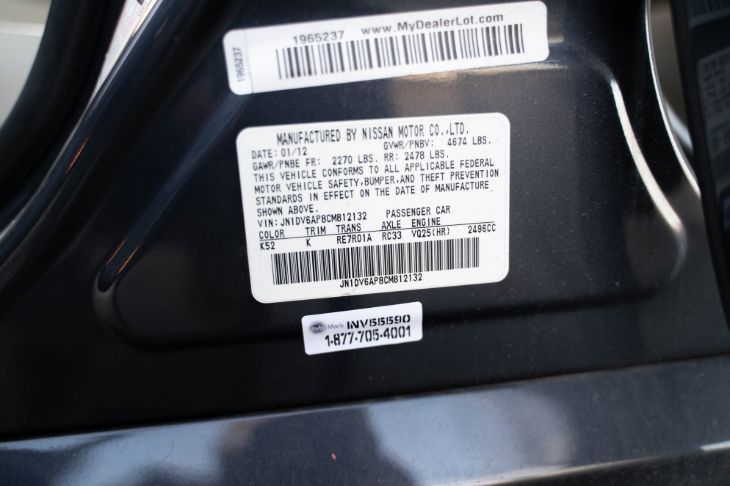 1965237 www.MyDealerLot.com
1965237
MANUFACTURED BY NISSAN MOTOR CO.,LTD.
DATE: 01/12 GVWR/PNBV: 4674 LBS.
GAWR/PNBE FR: 2270 LBS. RR: 2478 LBS.
THIS VEHICLE CONFORMS TO ALL APPLICABLE FEDERAL
MOTOR VEHICLE SAFETY,BUMPER,AND THEFT PREVENTION
STANDARDS IN EFFECT ON THE DATE OF MANUFACTURE
SHOWN ABOVE.
VIN: JN1DV6AP8CM812132 PASSENGER CAR
COLOR TRIM TRANS AXLE ENGINE
K52 K RE7R01A RC33 VQ25(HR) 2496CC
JN1DV6AP8CM812132
Mark INV55590
1-877-705-4001